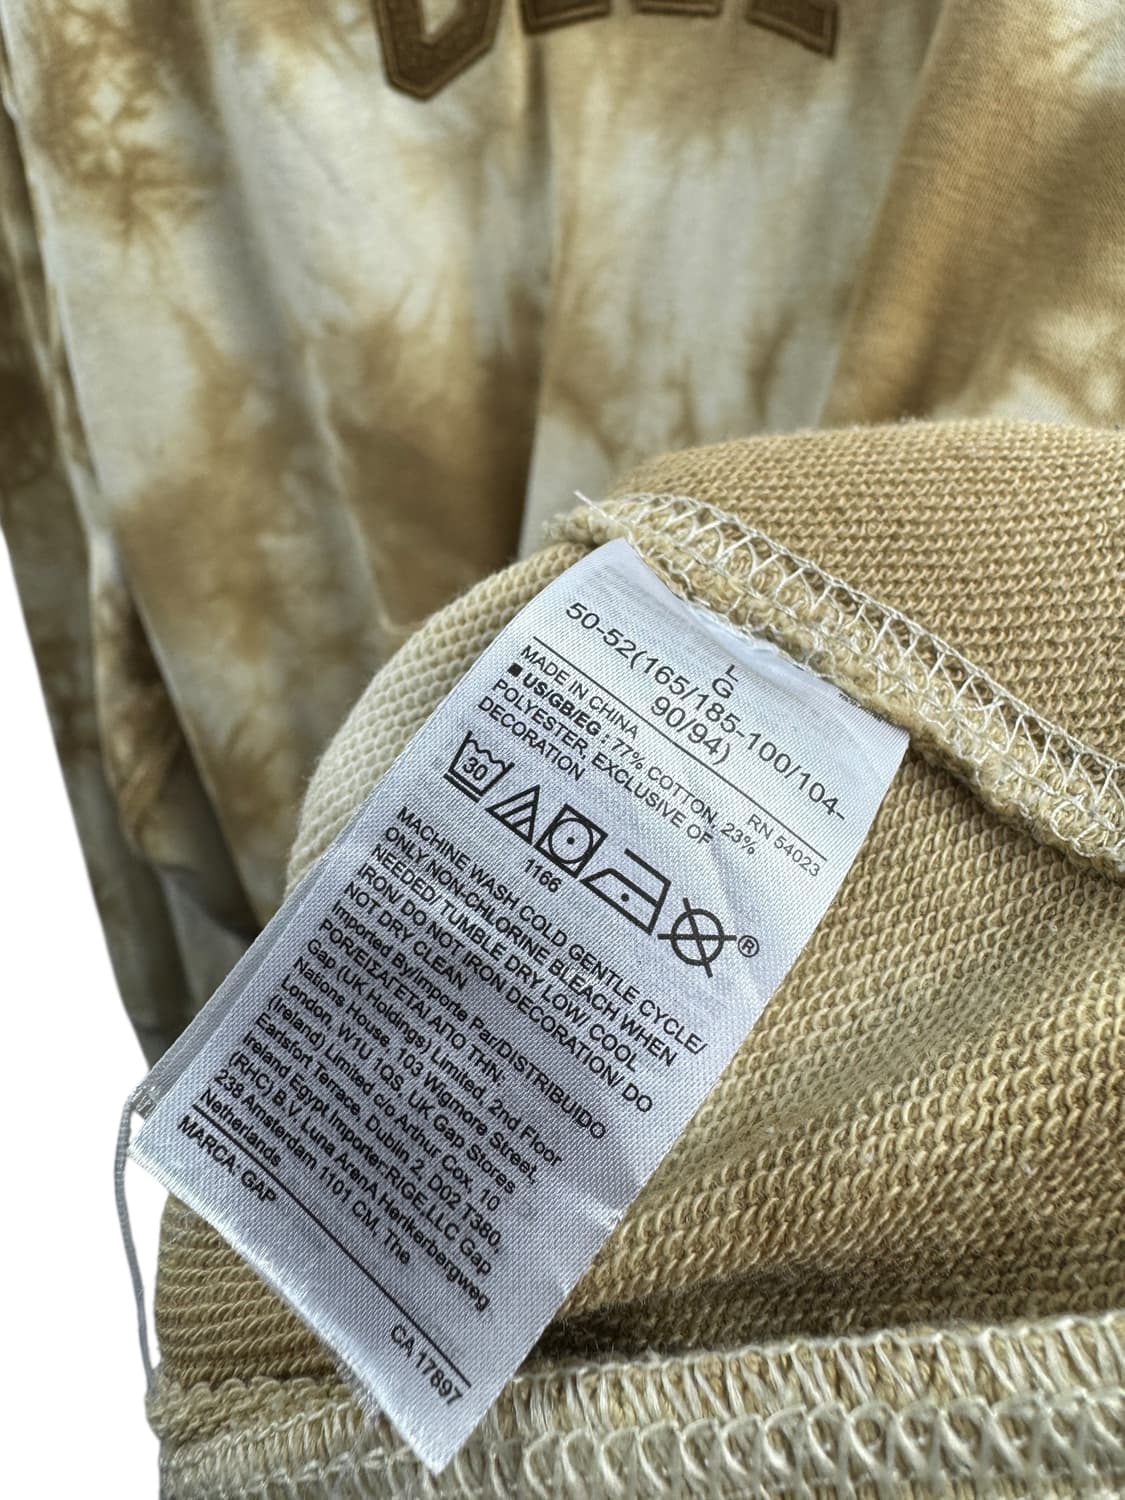 L
G
50-52(165/185-100/104-
90/94)
MADE IN CHINA RN 54023
■ US/GB/EG : 77% COTTON, 23%
POLYESTER, EXCLUSIVE OF
DECORATION
30
®
1166
MACHINE WASH COLD GENTLE CYCLE/
ONLY NON-CHLORINE BLEACH WHEN
NEEDED/ TUMBLE DRY LOW/ COOL
IRON/ DO NOT IRON DECORATION/ DO
NOT DRY CLEAN
Imported By/Importe Par/DISTRIBUIDO
POR/ΕΙΣΑΓΕΤΑΙ ΑΠΟ ΤΗΝ:
Gap (UK Holdings) Limited, 2nd Floor
Nations House, 103 Wigmore Street,
London, W1U 1QS, UK Gap Stores
(Ireland) Limited c/o Arthur Cox, 10
Earlsfort Terrace, Dublin 2, D02 T380,
Ireland Egypt Importer:RIGE,LLC Gap
(RHC) B.V. Luna ArenA Herikerbergweg
238 Amsterdam 1101 CM, The
Netherlands
MARCA: GAP
CA 17897